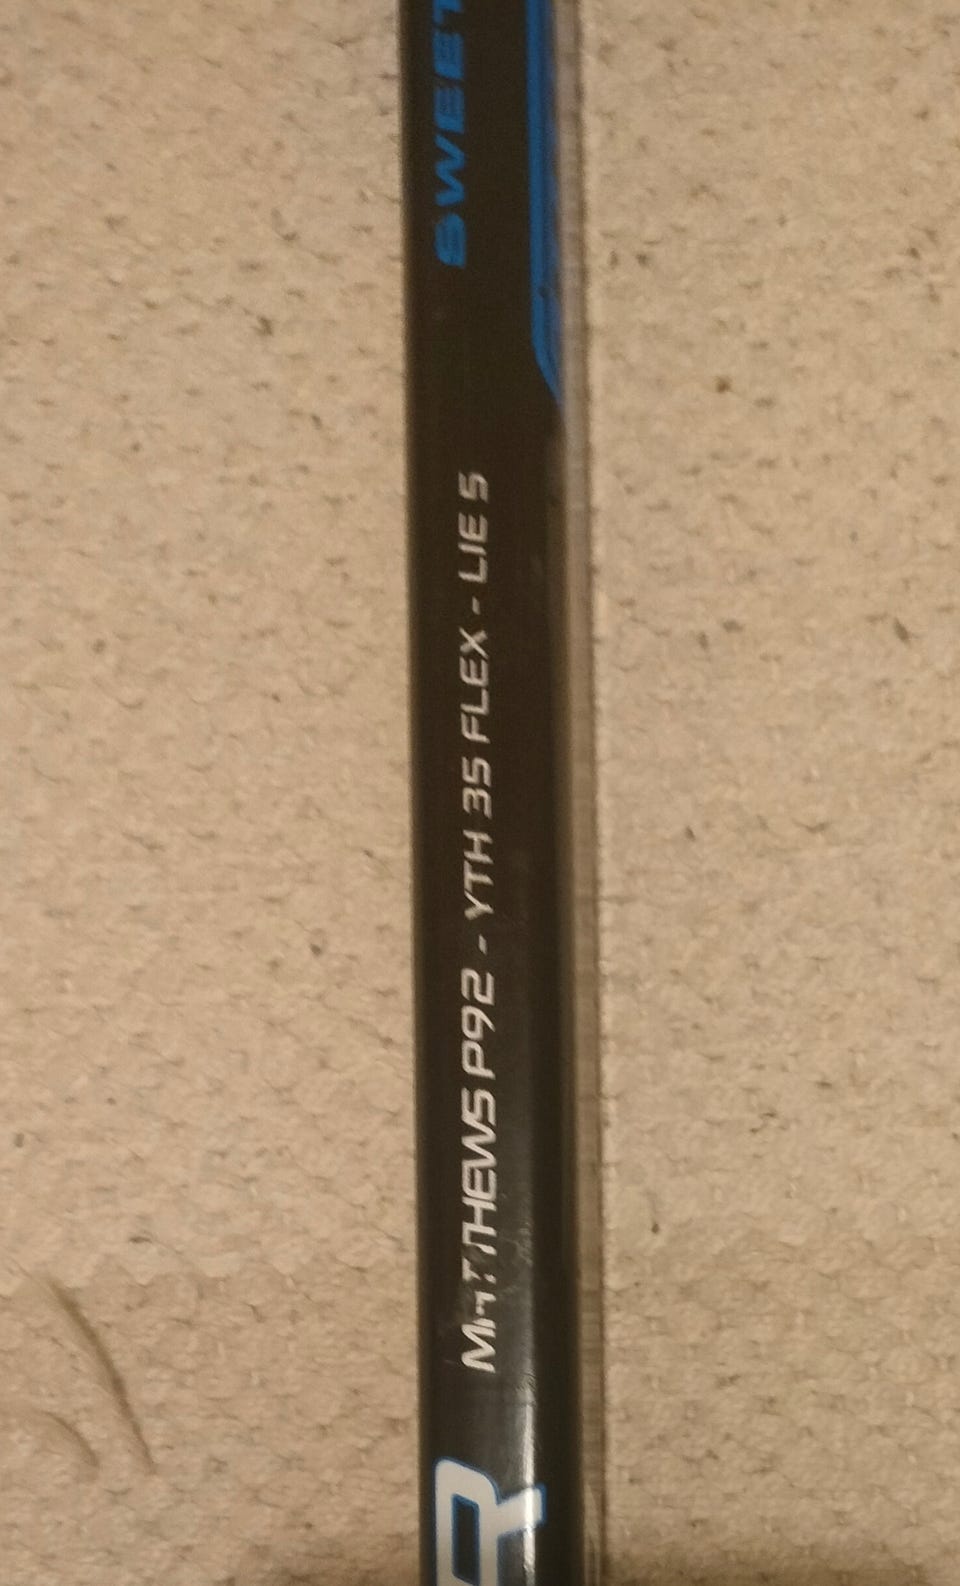 R
MATTHEWS P92 - YTH 35 FLEX - LIE 5
SWEET